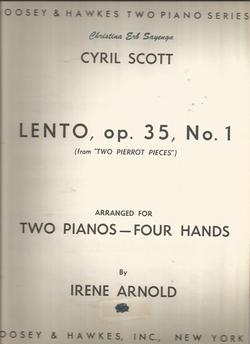 OOSEY & HAWKES TWO PIANO SERIES
Christina Erb Sayenga
CYRIL SCOTT
LENTO, op. 35, No. 1
(from "TWO PIERROT PIECES")
ARRANGED FOR
TWO PIANOS—FOUR HANDS
By
IRENE ARNOLD
OOSEY & HAWKES, INC., NEW YORK